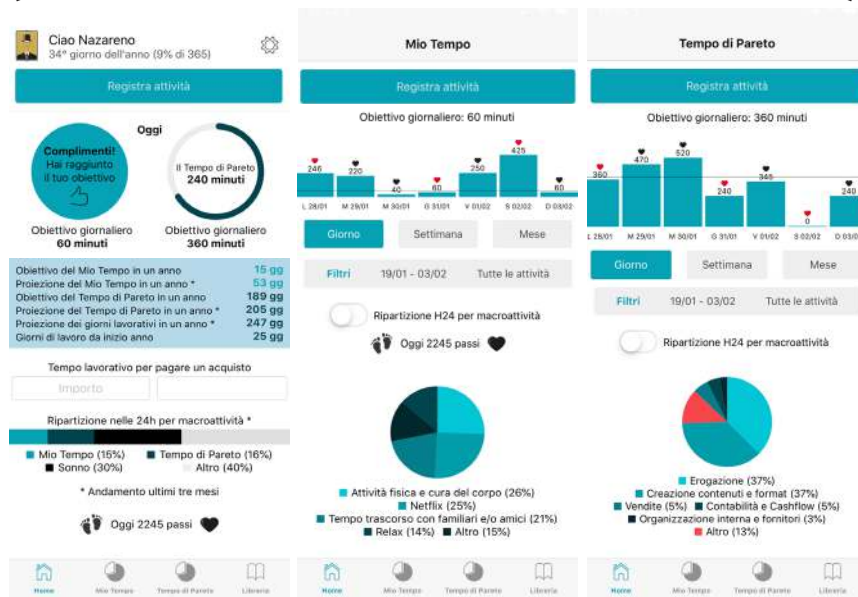 Ciao Nazareno
34° giorno dell'anno (9% di 365)
Registra attività
Oggi
Complimenti!
Hai raggiunto
il tuo obiettivo
Il Tempo di Pareto
240 minuti
Obiettivo giornaliero
60 minuti
Obiettivo giornaliero
360 minuti
Obiettivo del Mio Tempo in un anno 15 gg
Proiezione del Mio Tempo in un anno * 53 gg
Obiettivo del Tempo di Pareto in un anno 189 gg
Proiezione del Tempo di Pareto in un anno * 205 gg
Proiezione dei giorni lavorativi in un anno * 247 gg
Giorni di lavoro da inizio anno 25 gg
Tempo lavorativo per pagare un acquisto
Importo
Ripartizione nelle 24h per macroattività *
Mio Tempo (15%) Tempo di Pareto (16%)
Sonno (30%) Altro (40%)
* Andamento ultimi tre mesi
Oggi 2245 passi
Home Mio Tempo Tempo di Pareto Libreria
Mio Tempo
Registra attività
Obiettivo giornaliero: 60 minuti
246 220 40 60 250 425 60
L 28/01 M 29/01 M 30/01 G 31/01 V 01/02 S 02/02 D 03/02
Giorno Settimana Mese
Filtri 19/01 - 03/02 Tutte le attività
Ripartizione H24 per macroattività
Oggi 2245 passi
Attività fisica e cura del corpo (26%)
Netflix (25%)
Tempo trascorso con familiari e/o amici (21%)
Relax (14%) Altro (15%)
Home Mio Tempo Tempo di Pareto Libreria
Tempo di Pareto
Registra attività
Obiettivo giornaliero: 360 minuti
360 470 520 240 345 0 240
L 28/01 M 29/01 M 30/01 G 31/01 V 01/02 S 02/02 D 03/0
Giorno Settimana Mese
Filtri 19/01 - 03/02 Tutte le attività
Ripartizione H24 per macroattività
Erogazione (37%)
Creazione contenuti e format (37%)
Vendite (5%) Contabilità e Cashflow (5%)
Organizzazione interna e fornitori (3%)
Altro (13%)
Home Mio Tempo Tempo di Pareto Libreria